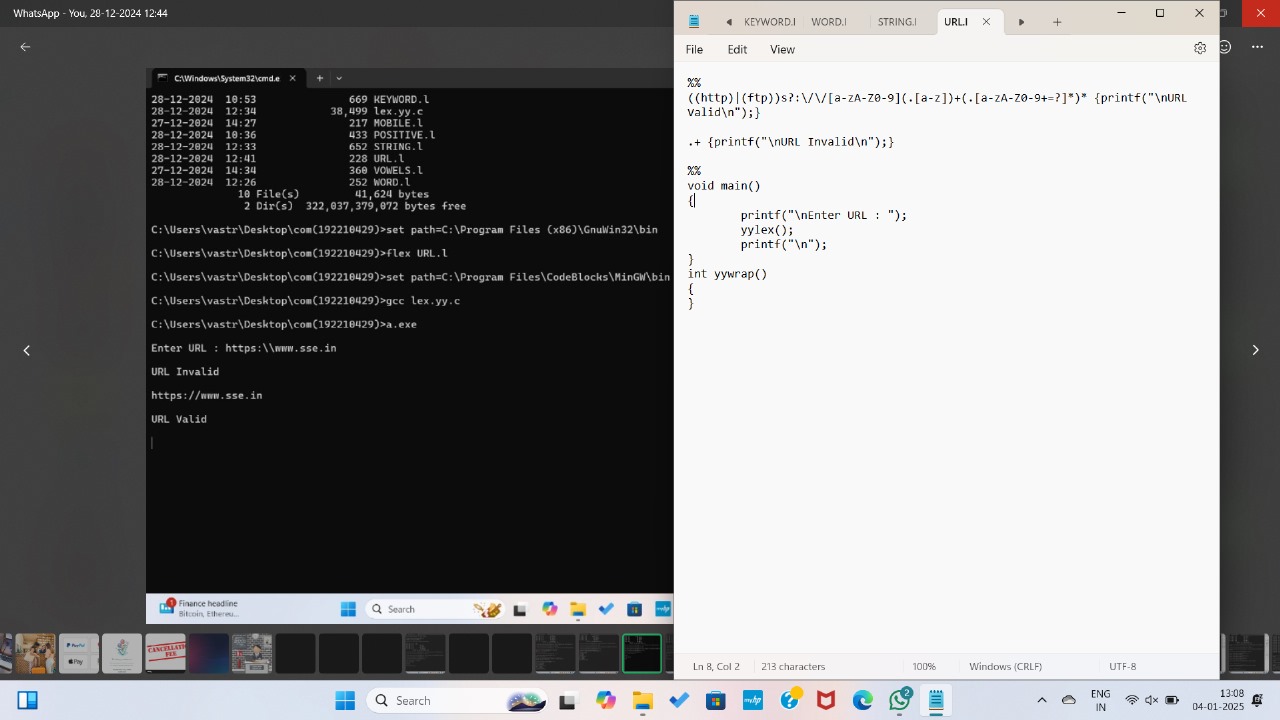 WhatsApp - You, 28-12-2024 12:44
C:\Windows\System32\cmd.e
28-12-2024 10:53 669 KEYWORD.l
28-12-2024 12:34 38,499 lex.yy.c
27-12-2024 14:27 217 MOBILE.l
28-12-2024 10:36 433 POSITIVE.l
28-12-2024 12:33 652 STRING.l
28-12-2024 12:41 228 URL.l
27-12-2024 14:34 360 VOWELS.l
28-12-2024 12:26 252 WORD.l
10 File(s) 41,624 bytes
2 Dir(s) 322,037,379,072 bytes free
C:\Users\vastr\Desktop\com(192210429)>set path=C:\Program Files (x86)\GnuWin32\bin
C:\Users\vastr\Desktop\com(192210429)>flex URL.l
C:\Users\vastr\Desktop\com(192210429)>set path=C:\Program Files\CodeBlocks\MinGW\bin
C:\Users\vastr\Desktop\com(192210429)>gcc lex.yy.c
C:\Users\vastr\Desktop\com(192210429)>a.exe
Enter URL : https:\\www.sse.in
URL Invalid
https://www.sse.in
URL Valid
Finance headline
Bitcoin, Ethereu...
Search
KEYWORD.l WORD.l STRING.l URL.l
File Edit View
%%
((http)|(ftp))s?:\/\/[a-zA-Z0-9](.[a-z])+(.[a-zA-Z0-9+=?]*)* {printf("\nURL
Valid\n");}
.+ {printf("\nURL Invalid\n");}
%%
void main()
{
printf("\nEnter URL : ");
yylex();
printf("\n");
}
int yywrap()
{
}
Ln 8, Col 2 213 characters 100% Windows (CRLF) UTF-8
PayPal
Pay
CANCELLATION
FEE
Search
ENG
IN
13:08
04-01-2025